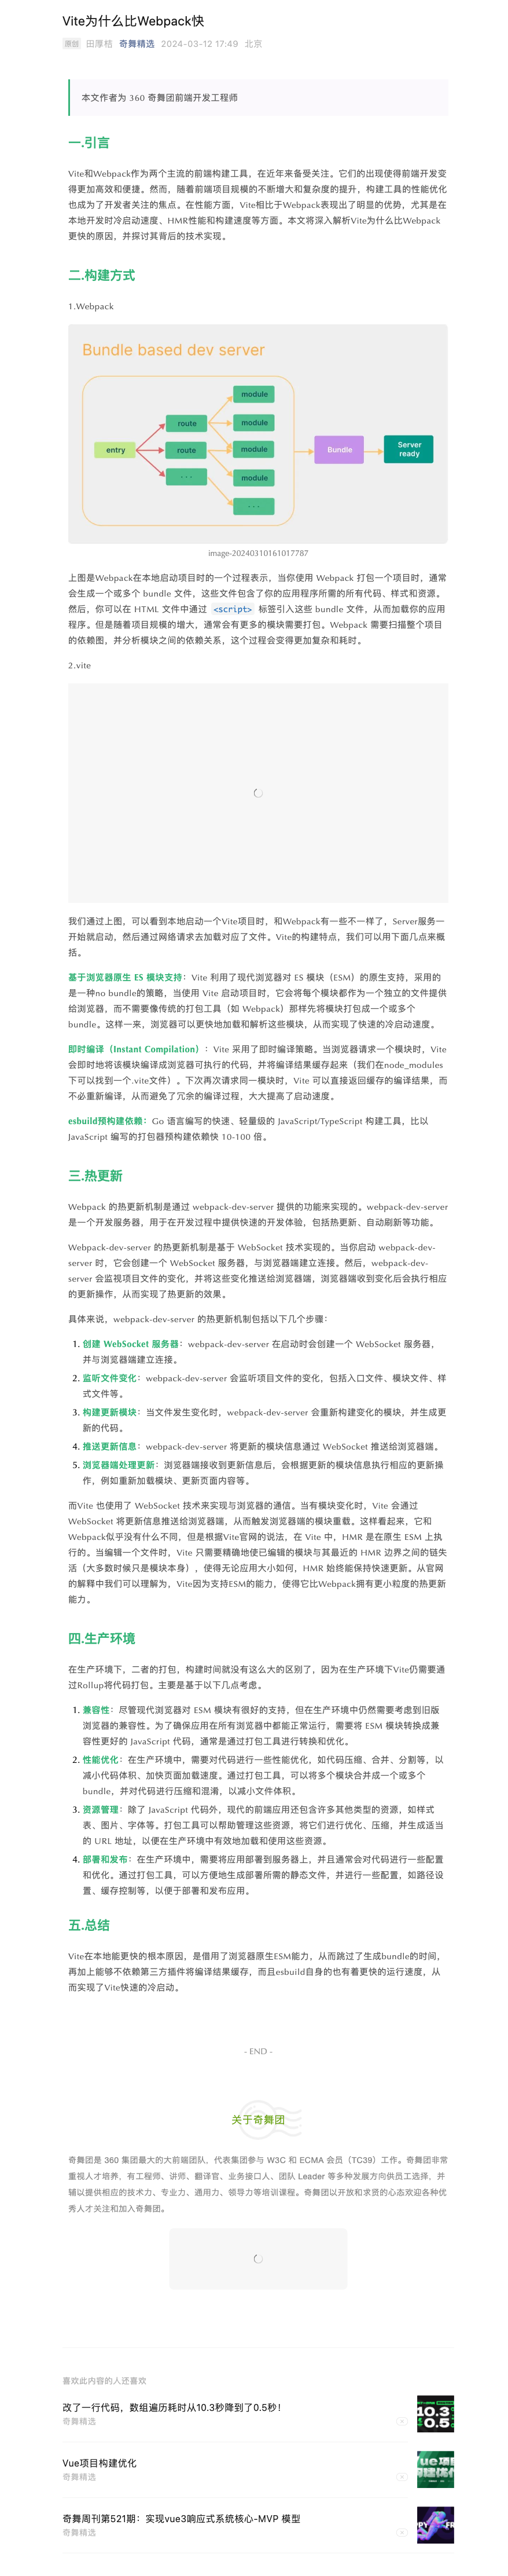 Vite为什么比Webpack快
原创 田厚桔 奇舞精选 2024-03-12 17:49 北京
本文作者为 360 奇舞团前端开发工程师
一.引言
Vite和Webpack作为两个主流的前端构建工具，在近年来备受关注。它们的出现使得前端开发变
得更加高效和便捷。然而，随着前端项目规模的不断增大和复杂度的提升，构建工具的性能优化
也成为了开发者关注的焦点。在性能方面，Vite相比于Webpack表现出了明显的优势，尤其是在
本地开发时冷启动速度、HMR性能和构建速度等方面。本文将深入解析Vite为什么比Webpack
更快的原因，并探讨其背后的技术实现。
二.构建方式
1.Webpack
Bundle based dev server
entry
route
route
· · ·
module
module
module
module
· · ·
Bundle
Server
ready
image-20240310161017787
上图是Webpack在本地启动项目时的一个过程表示，当你使用 Webpack 打包一个项目时，通常
会生成一个或多个 bundle 文件，这些文件包含了你的应用程序所需的所有代码、样式和资源。
然后，你可以在 HTML 文件中通过 <script> 标签引入这些 bundle 文件，从而加载你的应用
程序。但是随着项目规模的增大，通常会有更多的模块需要打包。Webpack 需要扫描整个项目
的依赖图，并分析模块之间的依赖关系，这个过程会变得更加复杂和耗时。
2.vite
我们通过上图，可以看到本地启动一个Vite项目时，和Webpack有一些不一样了，Server服务一
开始就启动，然后通过网络请求去加载对应了文件。Vite的构建特点，我们可以用下面几点来概
括。
基于浏览器原生 ES 模块支持：Vite 利用了现代浏览器对 ES 模块（ESM）的原生支持，采用的
是一种no bundle的策略，当使用 Vite 启动项目时，它会将每个模块都作为一个独立的文件提供
给浏览器，而不需要像传统的打包工具（如 Webpack）那样先将模块打包成一个或多个
bundle。这样一来，浏览器可以更快地加载和解析这些模块，从而实现了快速的冷启动速度。
即时编译（Instant Compilation）：Vite 采用了即时编译策略。当浏览器请求一个模块时，Vite
会即时地将该模块编译成浏览器可执行的代码，并将编译结果缓存起来（我们在node_modules
下可以找到一个.vite文件）。下次再次请求同一模块时，Vite 可以直接返回缓存的编译结果，而
不必重新编译，从而避免了冗余的编译过程，大大提高了启动速度。
esbuild预构建依赖：Go 语言编写的快速、轻量级的 JavaScript/TypeScript 构建工具，比以
JavaScript 编写的打包器预构建依赖快 10-100 倍。
三.热更新
Webpack 的热更新机制是通过 webpack-dev-server 提供的功能来实现的。webpack-dev-server
是一个开发服务器，用于在开发过程中提供快速的开发体验，包括热更新、自动刷新等功能。
Webpack-dev-server 的热更新机制是基于 WebSocket 技术实现的。当你启动 webpack-dev-
server 时，它会创建一个 WebSocket 服务器，与浏览器端建立连接。然后，webpack-dev-
server 会监视项目文件的变化，并将这些变化推送给浏览器端，浏览器端收到变化后会执行相应
的更新操作，从而实现了热更新的效果。
具体来说，webpack-dev-server 的热更新机制包括以下几个步骤：
1. 创建 WebSocket 服务器：webpack-dev-server 在启动时会创建一个 WebSocket 服务器，
并与浏览器端建立连接。
2. 监听文件变化：webpack-dev-server 会监听项目文件的变化，包括入口文件、模块文件、样
式文件等。
3. 构建更新模块：当文件发生变化时，webpack-dev-server 会重新构建变化的模块，并生成更
新的代码。
4. 推送更新信息：webpack-dev-server 将更新的模块信息通过 WebSocket 推送给浏览器端。
5. 浏览器端处理更新：浏览器端接收到更新信息后，会根据更新的模块信息执行相应的更新操
作，例如重新加载模块、更新页面内容等。
而Vite 也使用了 WebSocket 技术来实现与浏览器的通信。当有模块变化时，Vite 会通过
WebSocket 将更新信息推送给浏览器端，从而触发浏览器端的模块重载。这样看起来，它和
Webpack似乎没有什么不同，但是根据Vite官网的说法，在 Vite 中，HMR 是在原生 ESM 上执
行的。当编辑一个文件时，Vite 只需要精确地使已编辑的模块与其最近的 HMR 边界之间的链失
活（大多数时候只是模块本身），使得无论应用大小如何，HMR 始终能保持快速更新。从官网
的解释中我们可以理解为，Vite因为支持ESM的能力，使得它比Webpack拥有更小粒度的热更新
能力。
四.生产环境
在生产环境下，二者的打包，构建时间就没有这么大的区别了，因为在生产环境下Vite仍需要通
过Rollup将代码打包。主要是基于以下几点考虑。
1. 兼容性：尽管现代浏览器对 ESM 模块有很好的支持，但在生产环境中仍然需要考虑到旧版
浏览器的兼容性。为了确保应用在所有浏览器中都能正常运行，需要将 ESM 模块转换成兼
容性更好的 JavaScript 代码，通常是通过打包工具进行转换和优化。
2. 性能优化：在生产环境中，需要对代码进行一些性能优化，如代码压缩、合并、分割等，以
减小代码体积、加快页面加载速度。通过打包工具，可以将多个模块合并成一个或多个
bundle，并对代码进行压缩和混淆，以减小文件体积。
3. 资源管理：除了 JavaScript 代码外，现代的前端应用还包含许多其他类型的资源，如样式
表、图片、字体等。打包工具可以帮助管理这些资源，将它们进行优化、压缩，并生成适当
的 URL 地址，以便在生产环境中有效地加载和使用这些资源。
4. 部署和发布：在生产环境中，需要将应用部署到服务器上，并且通常会对代码进行一些配置
和优化。通过打包工具，可以方便地生成部署所需的静态文件，并进行一些配置，如路径设
置、缓存控制等，以便于部署和发布应用。
五.总结
Vite在本地能更快的根本原因，是借用了浏览器原生ESM能力，从而跳过了生成bundle的时间，
再加上能够不依赖第三方插件将编译结果缓存，而且esbuild自身的也有着更快的运行速度，从
而实现了Vite快速的冷启动。
- END -
关于奇舞团
奇舞团是 360 集团最大的大前端团队，代表集团参与 W3C 和 ECMA 会员（TC39）工作。奇舞团非常
重视人才培养，有工程师、讲师、翻译官、业务接口人、团队 Leader 等多种发展方向供员工选择，并
辅以提供相应的技术力、专业力、通用力、领导力等培训课程。奇舞团以开放和求贤的心态欢迎各种优
秀人才关注和加入奇舞团。
喜欢此内容的人还喜欢
改了一行代码，数组遍历耗时从10.3秒降到了0.5秒！
奇舞精选
10.3
0.5
Vue项目构建优化
奇舞精选
奇舞周刊第521期：实现vue3响应式系统核心-MVP 模型
奇舞精选